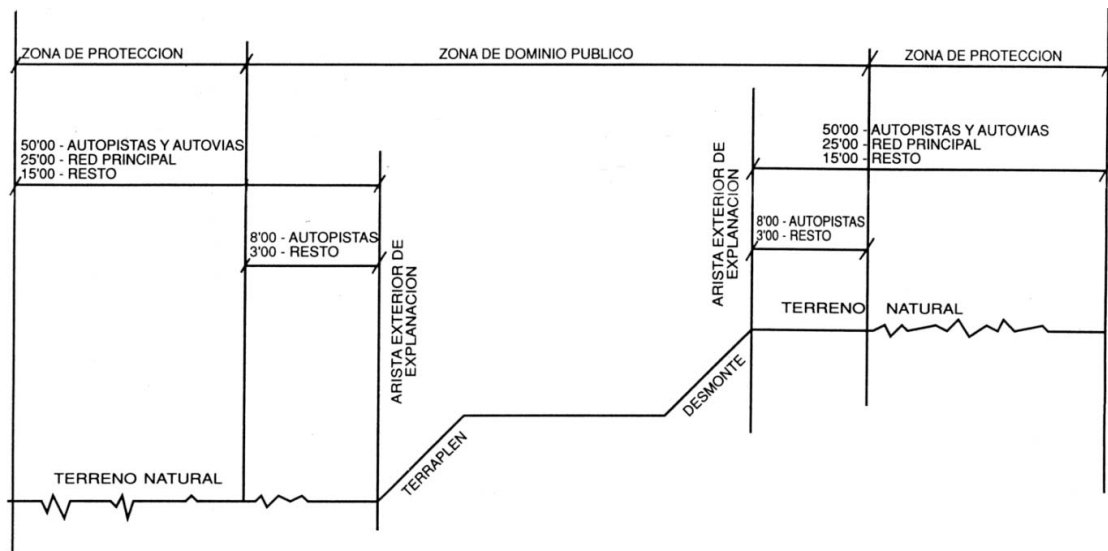 ZONA DE PROTECCION
ZONA DE DOMINIO PUBLICO
ZONA DE PROTECCION
50'00 - AUTOPISTAS Y AUTOVIAS
25'00 - RED PRINCIPAL
15'00 - RESTO
50'00 - AUTOPISTAS Y AUTOVIAS
25'00 - RED PRINCIPAL
15'00 - RESTO
8'00 - AUTOPISTAS
3'00 - RESTO
8'00 - AUTOPISTAS
3'00 - RESTO
ARISTA EXTERIOR DE
EXPLANACION
ARISTA EXTERIOR DE
EXPLANACION
TERRENO NATURAL
DESMONTE
TERRAPLEN
TERRENO NATURAL